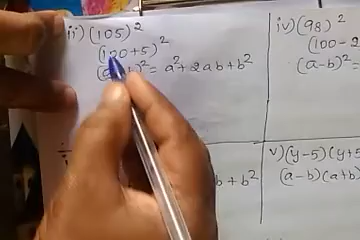 ii) (105)²
(100+5)²
)² = a²+2ab+b²
iv) (98)²
(100-2
(a-b)² =
b+b²
v) (y-5)(y+5
(a-b)(a+b)